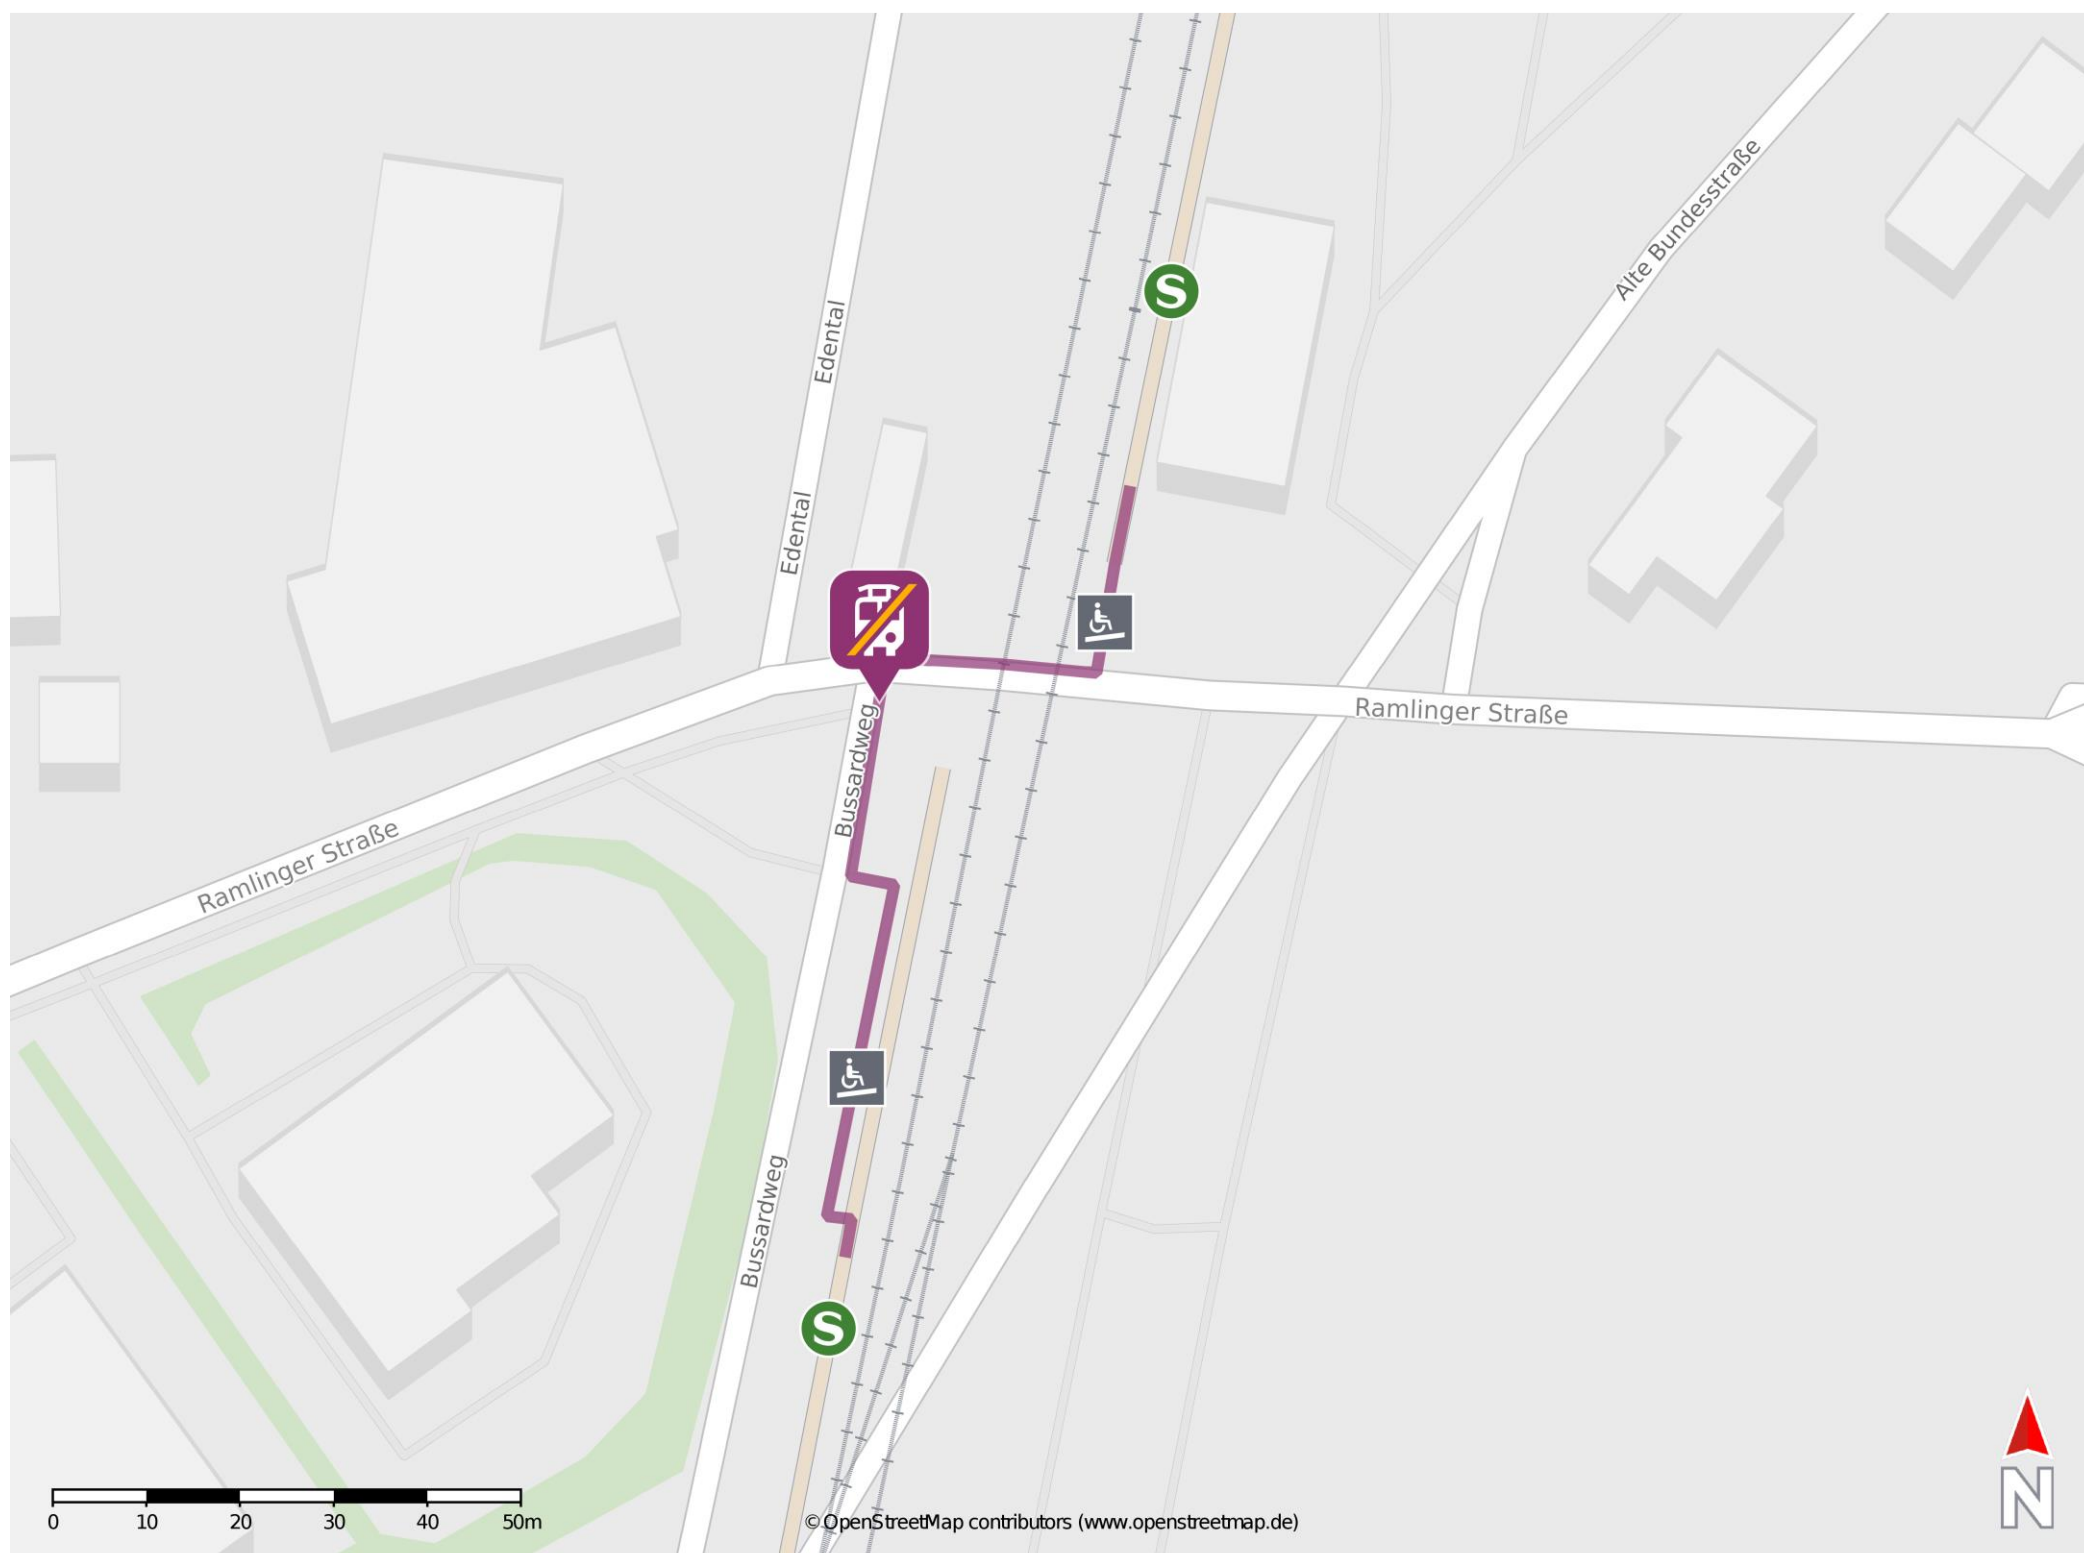 Alte Bundesstraße
S
Edental
Edental
Ramlinger Straße
Bussardweg
Ramlinger Straße
Bussardweg
S
N
0 10 20 30 40 50m
© OpenStreetMap contributors (www.openstreetmap.de)